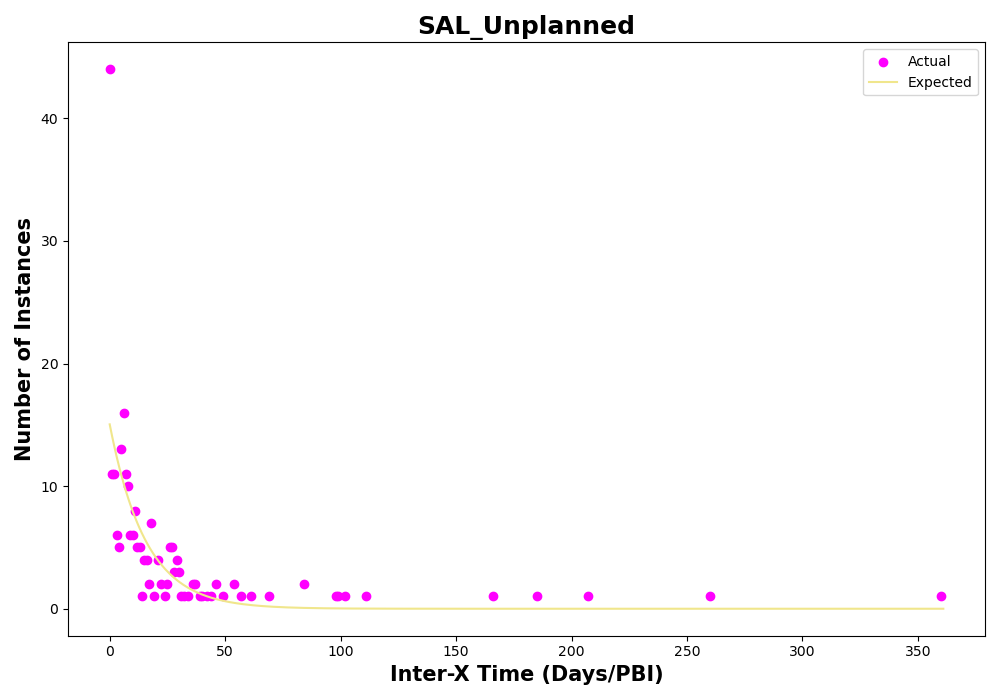 SAL_Unplanned
Actual
Expected
Number of Instances
40
30
20
10
0
0 50 100 150 200 250 300 350
Inter-X Time (Days/PBI)